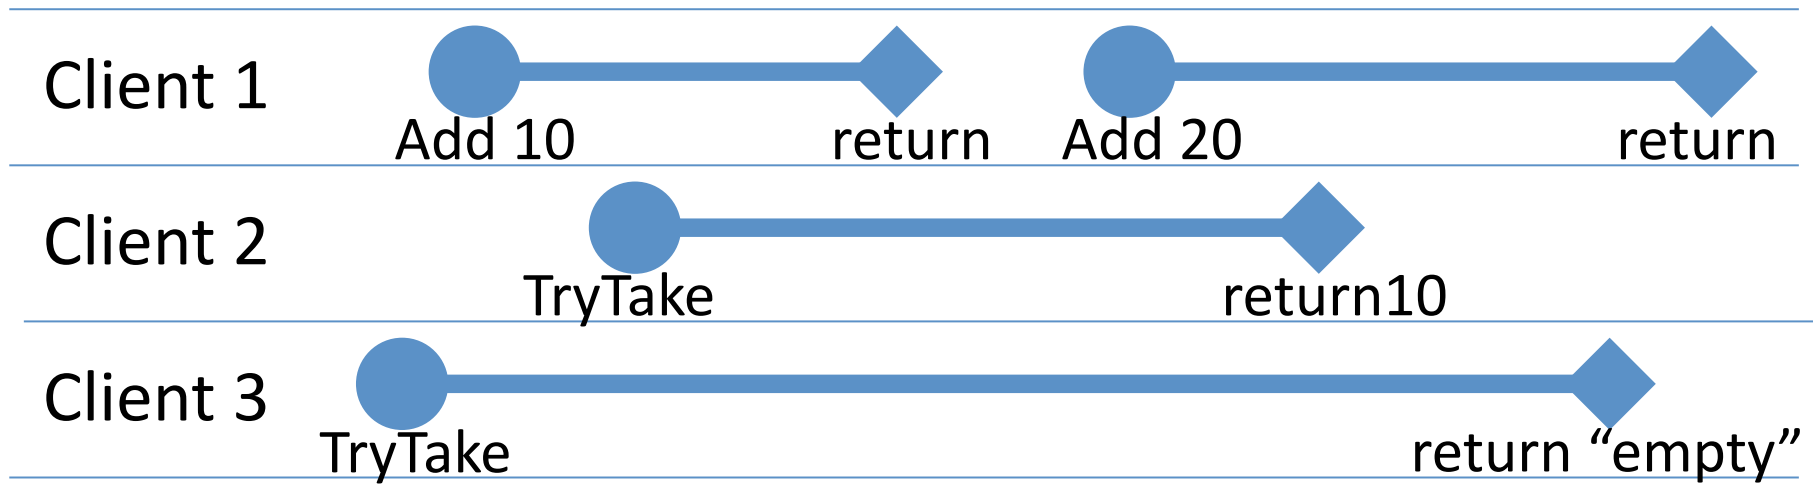 Client 1
Add 10 return Add 20 return
Client 2
TryTake return10
Client 3
TryTake return “empty”